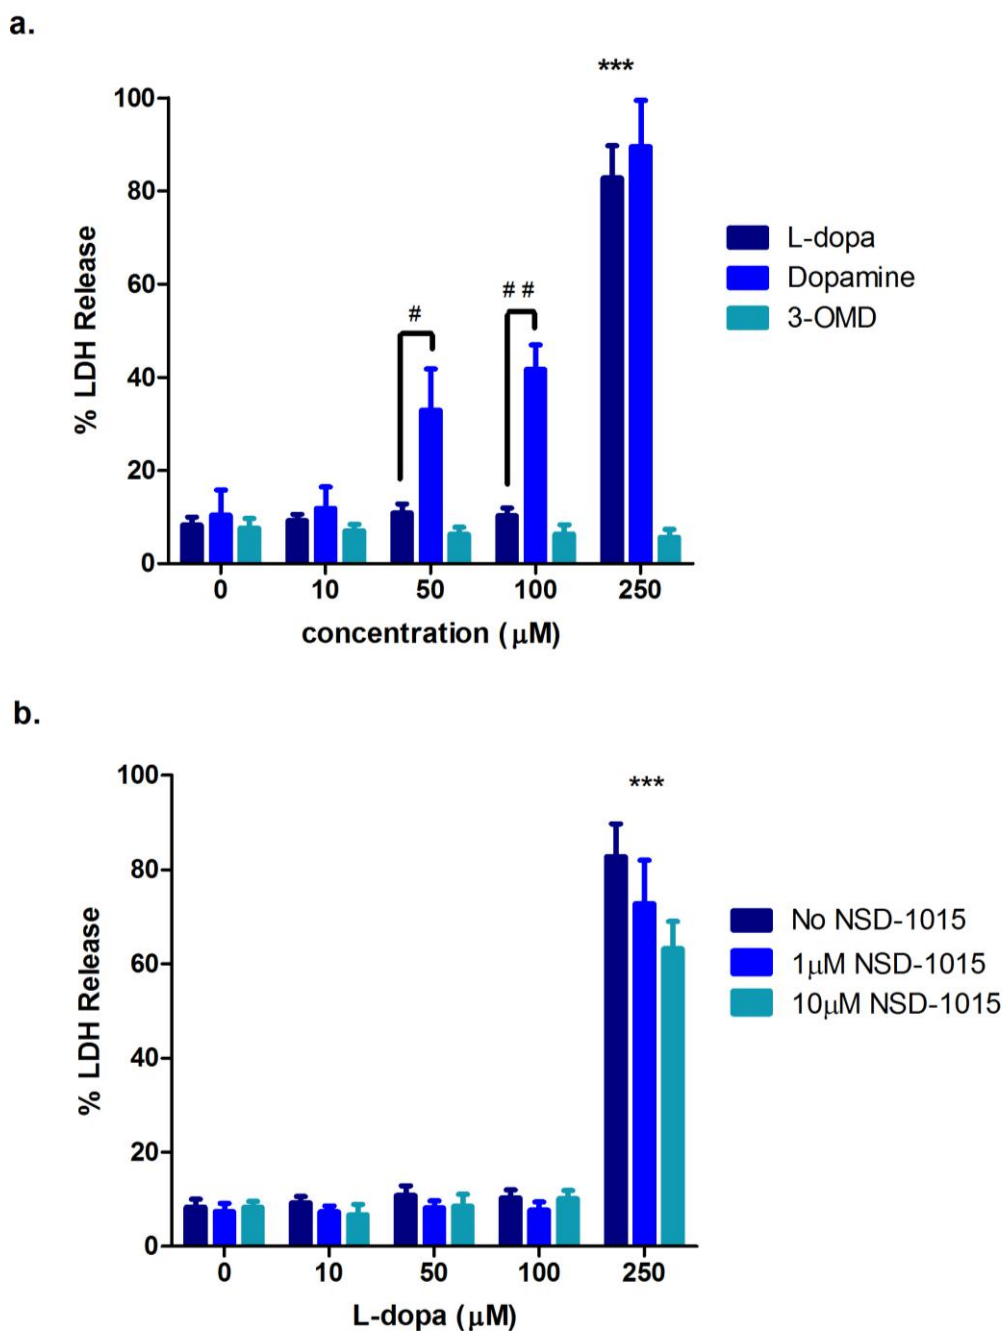 a.
***
100
80
60
40
20
0
% LDH Release
#
# #
0 10 50 100 250
concentration (μM)
L-dopa
Dopamine
3-OMD
b.
***
100
80
60
40
20
0
% LDH Release
0 10 50 100 250
L-dopa (μM)
No NSD-1015
1μM NSD-1015
10μM NSD-1015